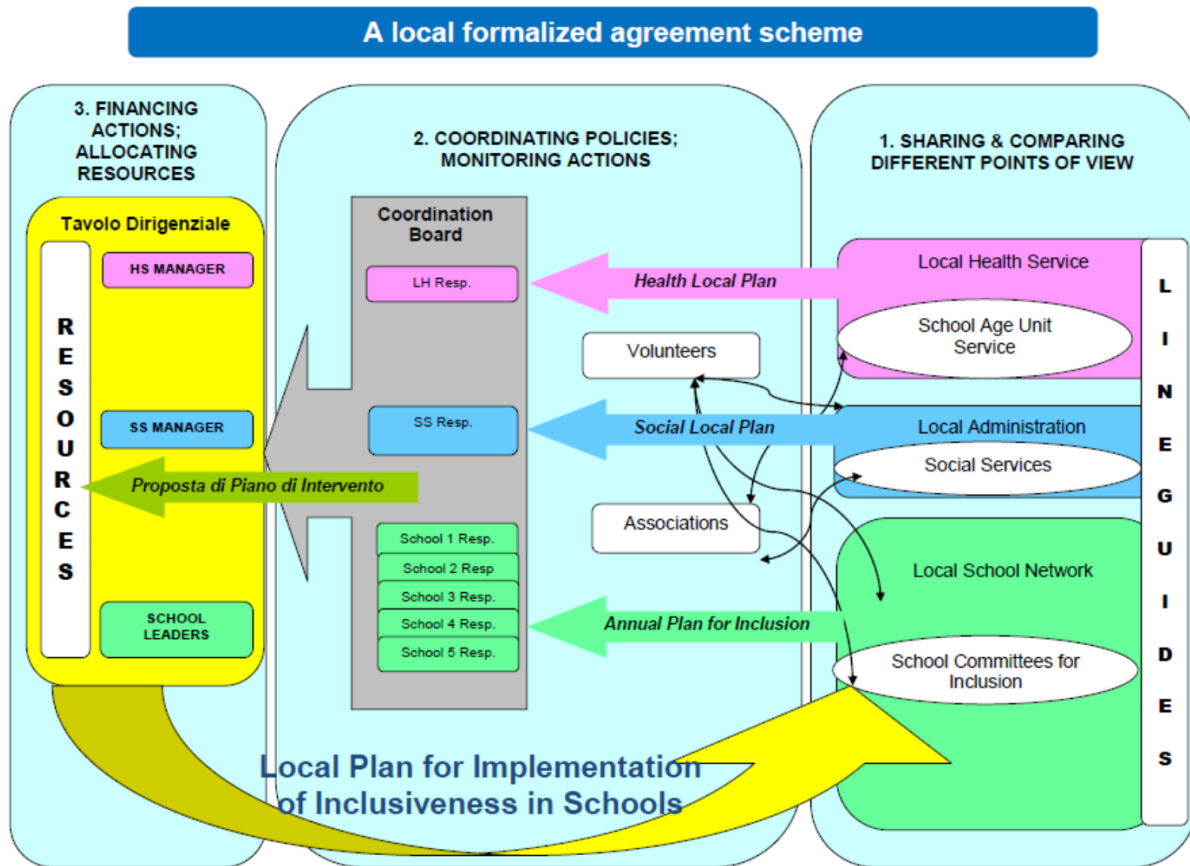 A local formalized agreement scheme
3. FINANCING
ACTIONS;
ALLOCATING
RESOURCES
Tavolo Dirigenziale
RESOURCES
HS MANAGER
SS MANAGER
Proposta di Piano di Intervento
SCHOOL
LEADERS
2. COORDINATING POLICIES;
MONITORING ACTIONS
Coordination
Board
LH Resp.
SS Resp.
School 1 Resp.
School 2 Resp
School 3 Resp.
School 4 Resp.
School 5 Resp.
Health Local Plan
Volunteers
Social Local Plan
Associations
Annual Plan for Inclusion
1. SHARING & COMPARING
DIFFERENT POINTS OF VIEW
Local Health Service
School Age Unit
Service
Local Administration
Social Services
Local School Network
School Committees for
Inclusion
LINEGUIDES
Local Plan for Implementation
of Inclusiveness in Schools